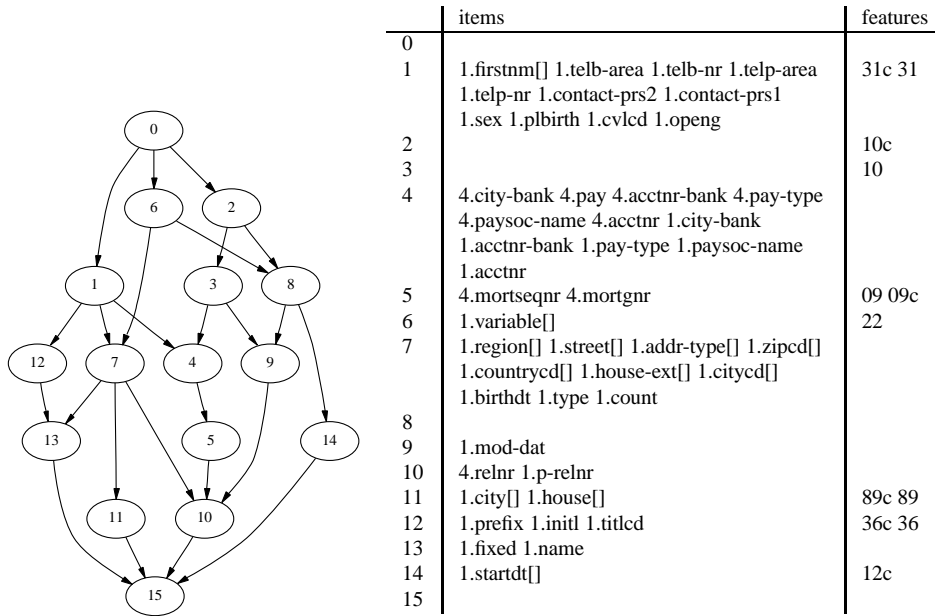 items features
0
1 1.firstnm[] 1.telb-area 1.telb-nr 1.telp-area 31c 31
1.telp-nr 1.contact-prs2 1.contact-prs1
1.sex 1.plbirth 1.cvlcd 1.openg
2 10c
3 10
4 4.city-bank 4.pay 4.acctnr-bank 4.pay-type
4.paysoc-name 4.acctnr 1.city-bank
1.acctnr-bank 1.pay-type 1.paysoc-name
1.acctnr
5 4.mortseqnr 4.mortgnr 09 09c
6 1.variable[] 22
7 1.region[] 1.street[] 1.addr-type[] 1.zipcd[]
1.countrycd[] 1.house-ext[] 1.citycd[]
1.birthdt 1.type 1.count
8
9 1.mod-dat
10 4.relnr 1.p-relnr
11 1.city[] 1.house[] 89c 89
12 1.prefix 1.initl 1.titlcd 36c 36
13 1.fixed 1.name
14 1.startdt[] 12c
15
0
6 2
1 3 8
12 7 4 9
13 5 14
11 10
15